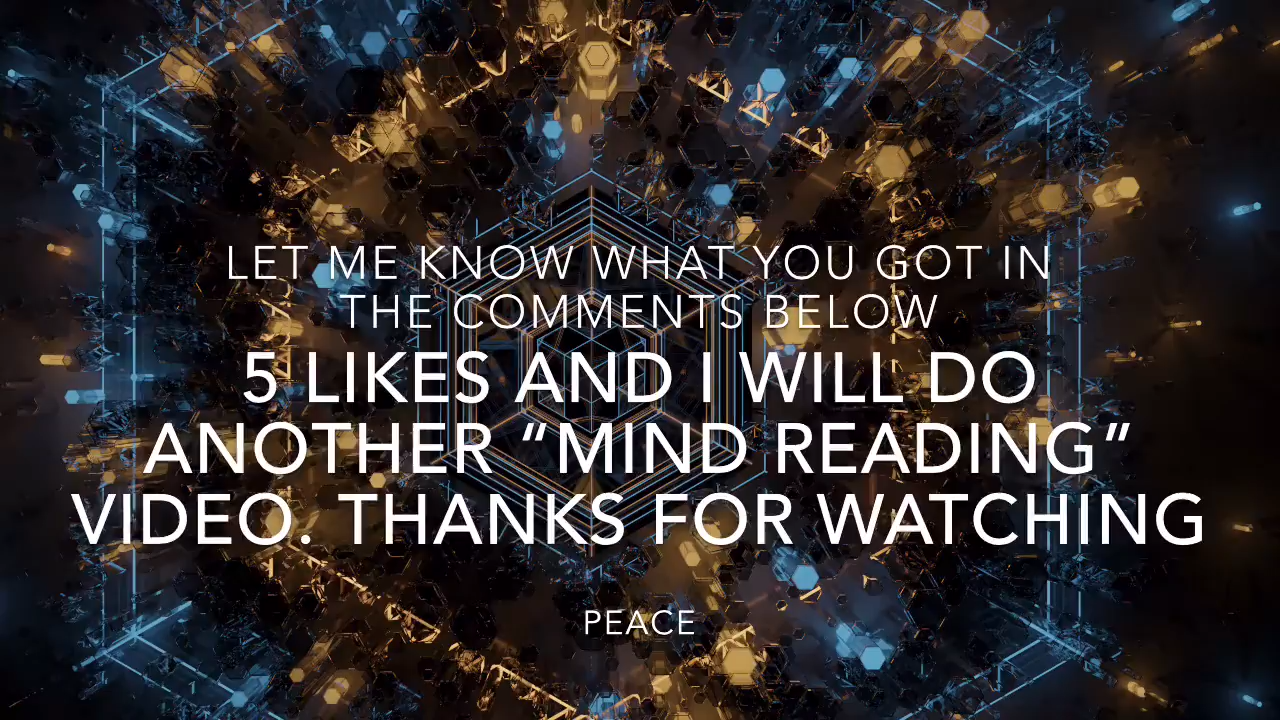 LET ME KNOW WHAT YOU GOT IN
THE COMMENTS BELOW
5 LIKES AND I WILL DO
ANOTHER “MIND READING”
VIDEO. THANKS FOR WATCHING
PEACE